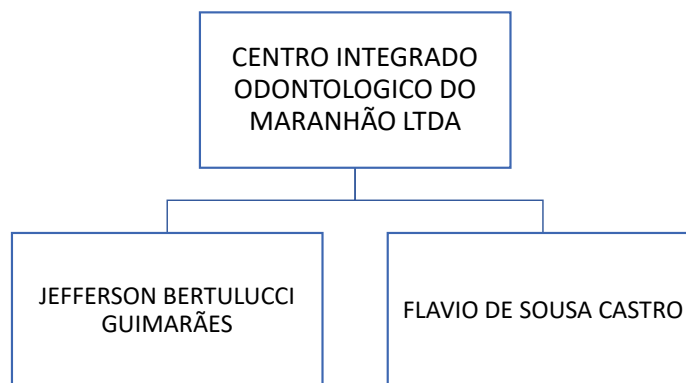 CENTRO INTEGRADO
ODONTOLOGICO DO
MARANHÃO LTDA
JEFFERSON BERTULUCCI
GUIMARÃES
FLAVIO DE SOUSA CASTRO